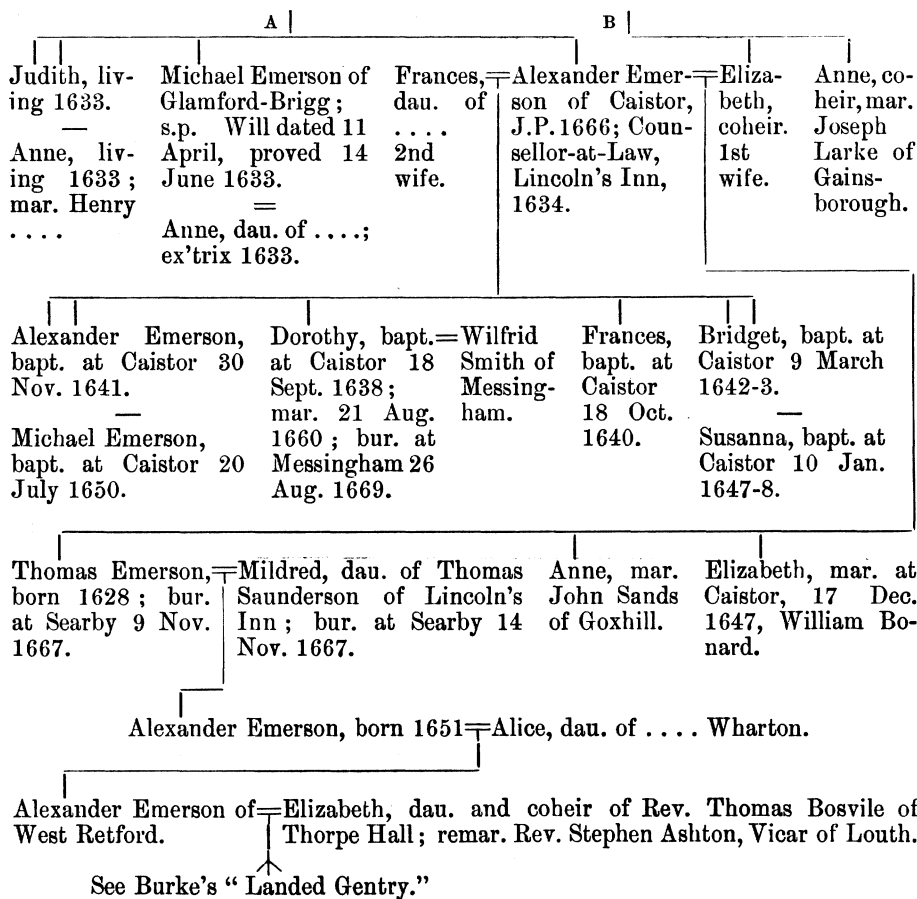 A
B
Judith, liv-
ing 1633.
—
Anne, liv-
ing 1633 ;
mar. Henry
. . . .
Michael Emerson of
Glamford-Brigg ;
s.p. Will dated 11
April, proved 14
June 1633.
=
Anne, dau. of . . . .;
ex'trix 1633.
Frances,
dau. of
. . . .
2nd
wife.
Alexander Emer-
son of Caistor,
J.P. 1666; Coun-
sellor-at-Law,
Lincoln's Inn,
1634.
Eliza-
beth,
coheir.
1st
wife.
Anne, co-
heir, mar.
Joseph
Larke of
Gains-
borough.
Alexander Emerson,
bapt. at Caistor 30
Nov. 1641.
—
Michael Emerson,
bapt. at Caistor 20
July 1650.
Dorothy, bapt.=
at Caistor 18
Sept. 1638 ;
mar. 21 Aug.
1660 ; bur. at
Messingham 26
Aug. 1669.
Wilfrid
Smith of
Messing-
ham.
Frances,
bapt. at
Caistor
18 Oct.
1640.
Bridget, bapt. at
Caistor 9 March
1642-3.
—
Susanna, bapt. at
Caistor 10 Jan.
1647-8.
Thomas Emerson,
born 1628 ; bur.
at Searby 9 Nov.
1667.
Mildred, dau. of Thomas
Saunderson of Lincoln's
Inn ; bur. at Searby 14
Nov. 1667.
Anne, mar.
John Sands
of Goxhill.
Elizabeth, mar. at
Caistor, 17 Dec.
1647, William Bo-
nard.
Alexander Emerson, born 1651=Alice, dau. of . . . . Wharton.
Alexander Emerson of
West Retford.
Elizabeth, dau. and coheir of Rev. Thomas Bosvile of
Thorpe Hall ; remar. Rev. Stephen Ashton, Vicar of Louth.
See Burke's "Landed Gentry."